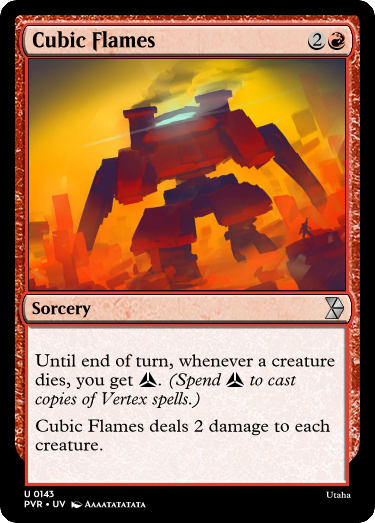 Cubic Flames 2
Sorcery
Until end of turn, whenever a creature
dies, you get . (Spend to cast
copies of Vertex spells.)
Cubic Flames deals 2 damage to each
creature.
U 0143
PVR • UV AAAATATATATA
Utaha